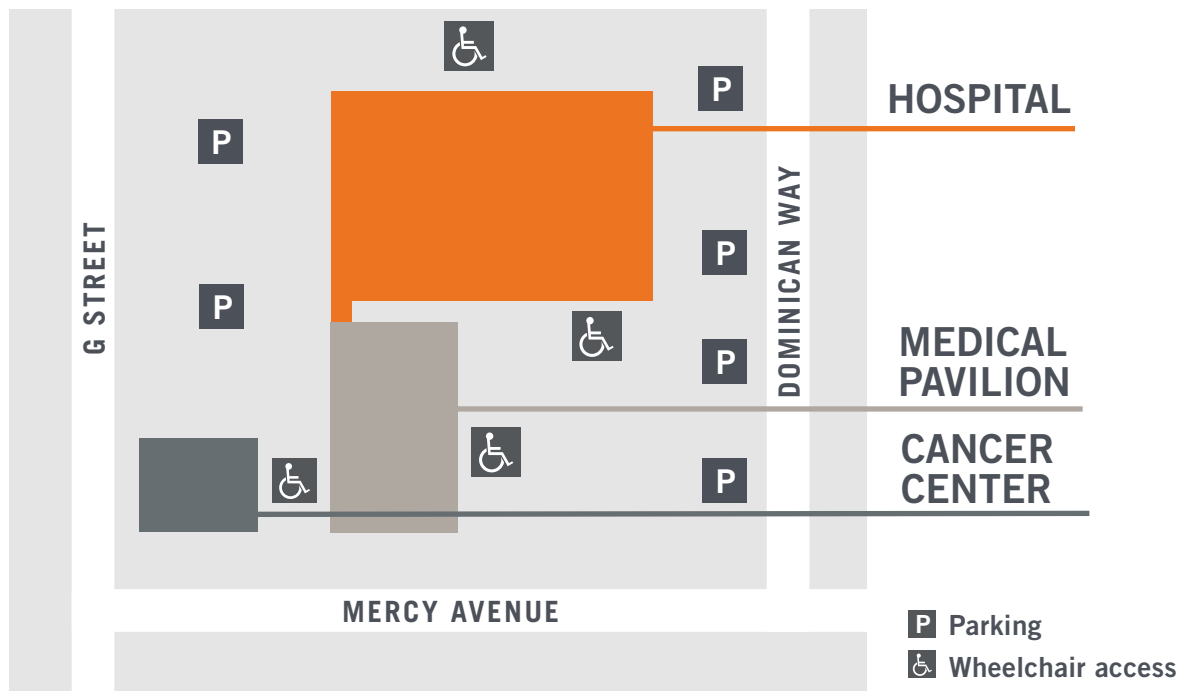 P
HOSPITAL
P
G STREET
DOMINICAN WAY
P
P
MEDICAL
PAVILION
P
CANCER
CENTER
P
MERCY AVENUE
P Parking
Wheelchair access